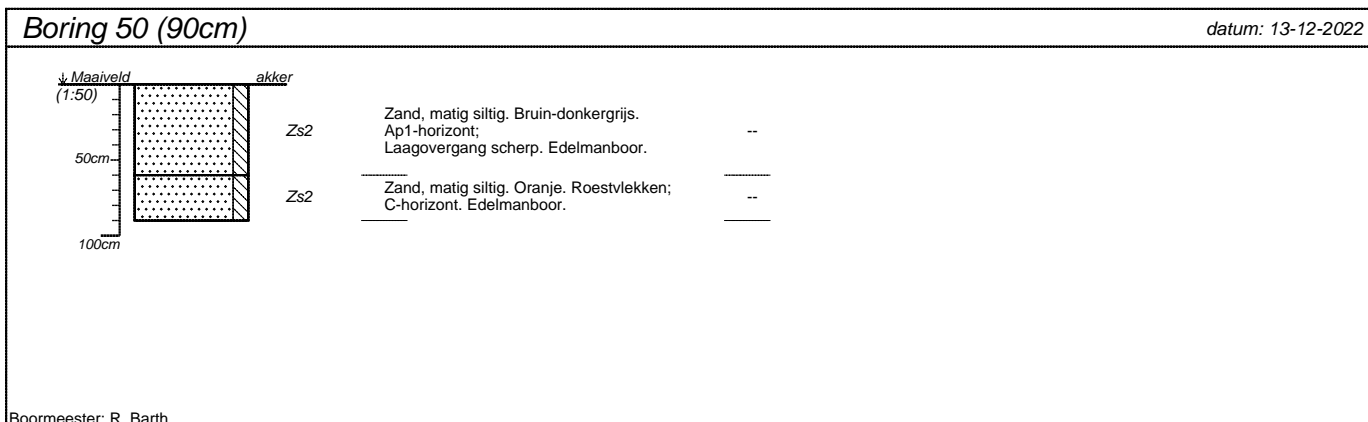 Boring 50 (90cm)
datum: 13-12-2022
Maaiveld
akker
(1:50)
Zand, matig siltig. Bruin-donkergrijs.
Zs2
Ap1-horizont;
--
Laagovergang scherp. Edelmanboor.
50cm
Zand, matig siltig. Oranje. Roestvlekken;
Zs2
C-horizont. Edelmanboor.
--
100cm
Boormeester: R. Barth